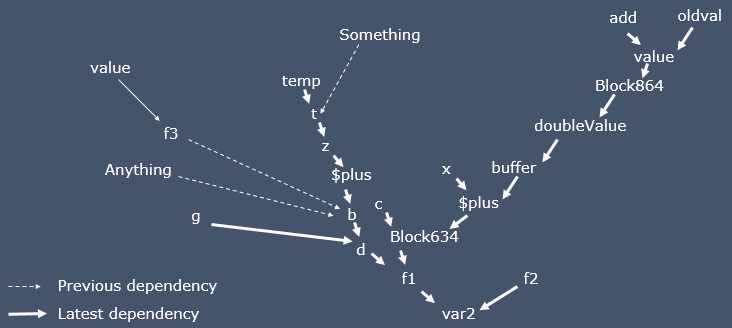 add
oldval
Something
value
value
temp
Block864
t
doubleValue
f3
z
Anything
$plus
x
buffer
$plus
c
g
b
Block634
d
f1
f2
Previous dependency
Latest dependency
var2